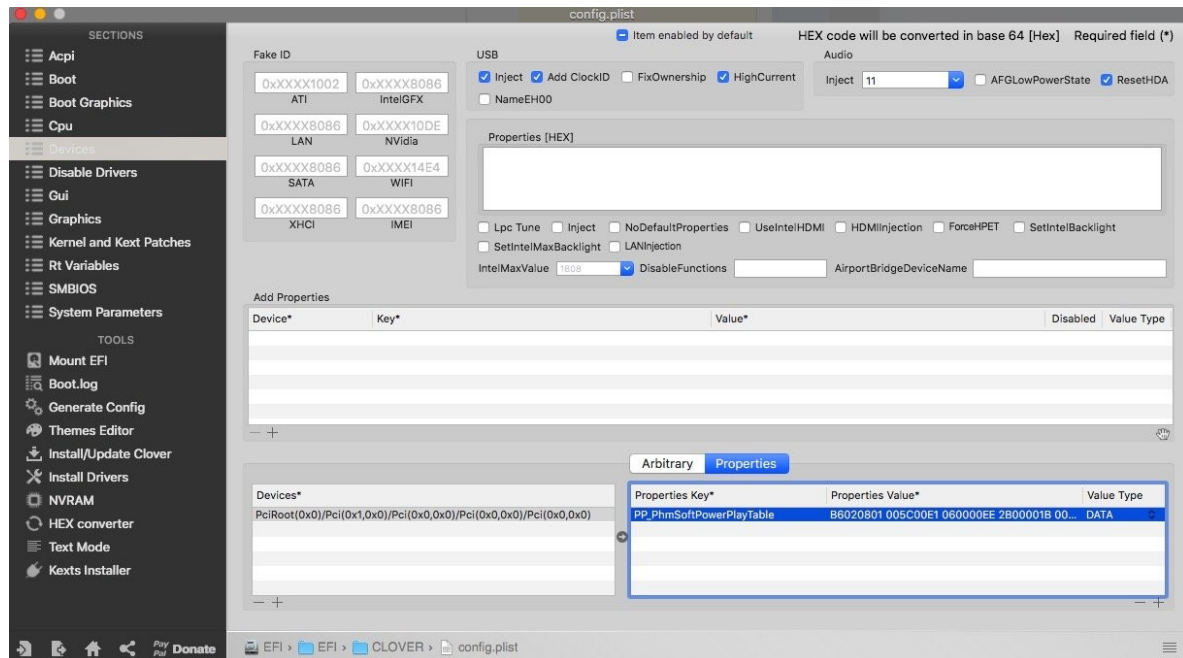 config.plist
SECTIONS
Acpi
Boot
Boot Graphics
Cpu
Devices
Disable Drivers
Gui
Graphics
Kernel and Kext Patches
Rt Variables
SMBIOS
System Parameters
TOOLS
Mount EFI
Boot.log
Generate Config
Themes Editor
Install/Update Clover
Install Drivers
NVRAM
HEX converter
Text Mode
Kexts Installer
Pay Pal Donate
Item enabled by default HEX code will be converted in base 64 [Hex] Required field (*)
Fake ID
0xXXXX1002 0xXXXX8086
ATI IntelGFX
0xXXXX8086 0xXXXX10DE
LAN NVidia
0xXXXX8086 0xXXXX14E4
SATA WIFI
0xXXXX8086 0xXXXX8086
XHCI IMEI
USB
Inject Add ClockID FixOwnership HighCurrent
NameEH00
Audio
Inject 11 AFGLowPowerState ResetHDA
Properties [HEX]
Lpc Tune Inject NoDefaultProperties UseIntelHDMI HDMIInjection ForceHPET SetIntelBacklight
SetIntelMaxBacklight LANInjection
IntelMaxValue 1808 DisableFunctions AirportBridgeDeviceName
Add Properties
Device* Key* Value* Disabled Value Type
Arbitrary Properties
Devices*
PciRoot(0x0)/Pci(0x1,0x0)/Pci(0x0,0x0)/Pci(0x0,0x0)/Pci(0x0,0x0)
Properties Key* Properties Value* Value Type
PP_PhmSoftPowerPlayTable B6020801 005C00E1 060000EE 2B00001B 00... DATA
EFI › EFI › CLOVER › config.plist